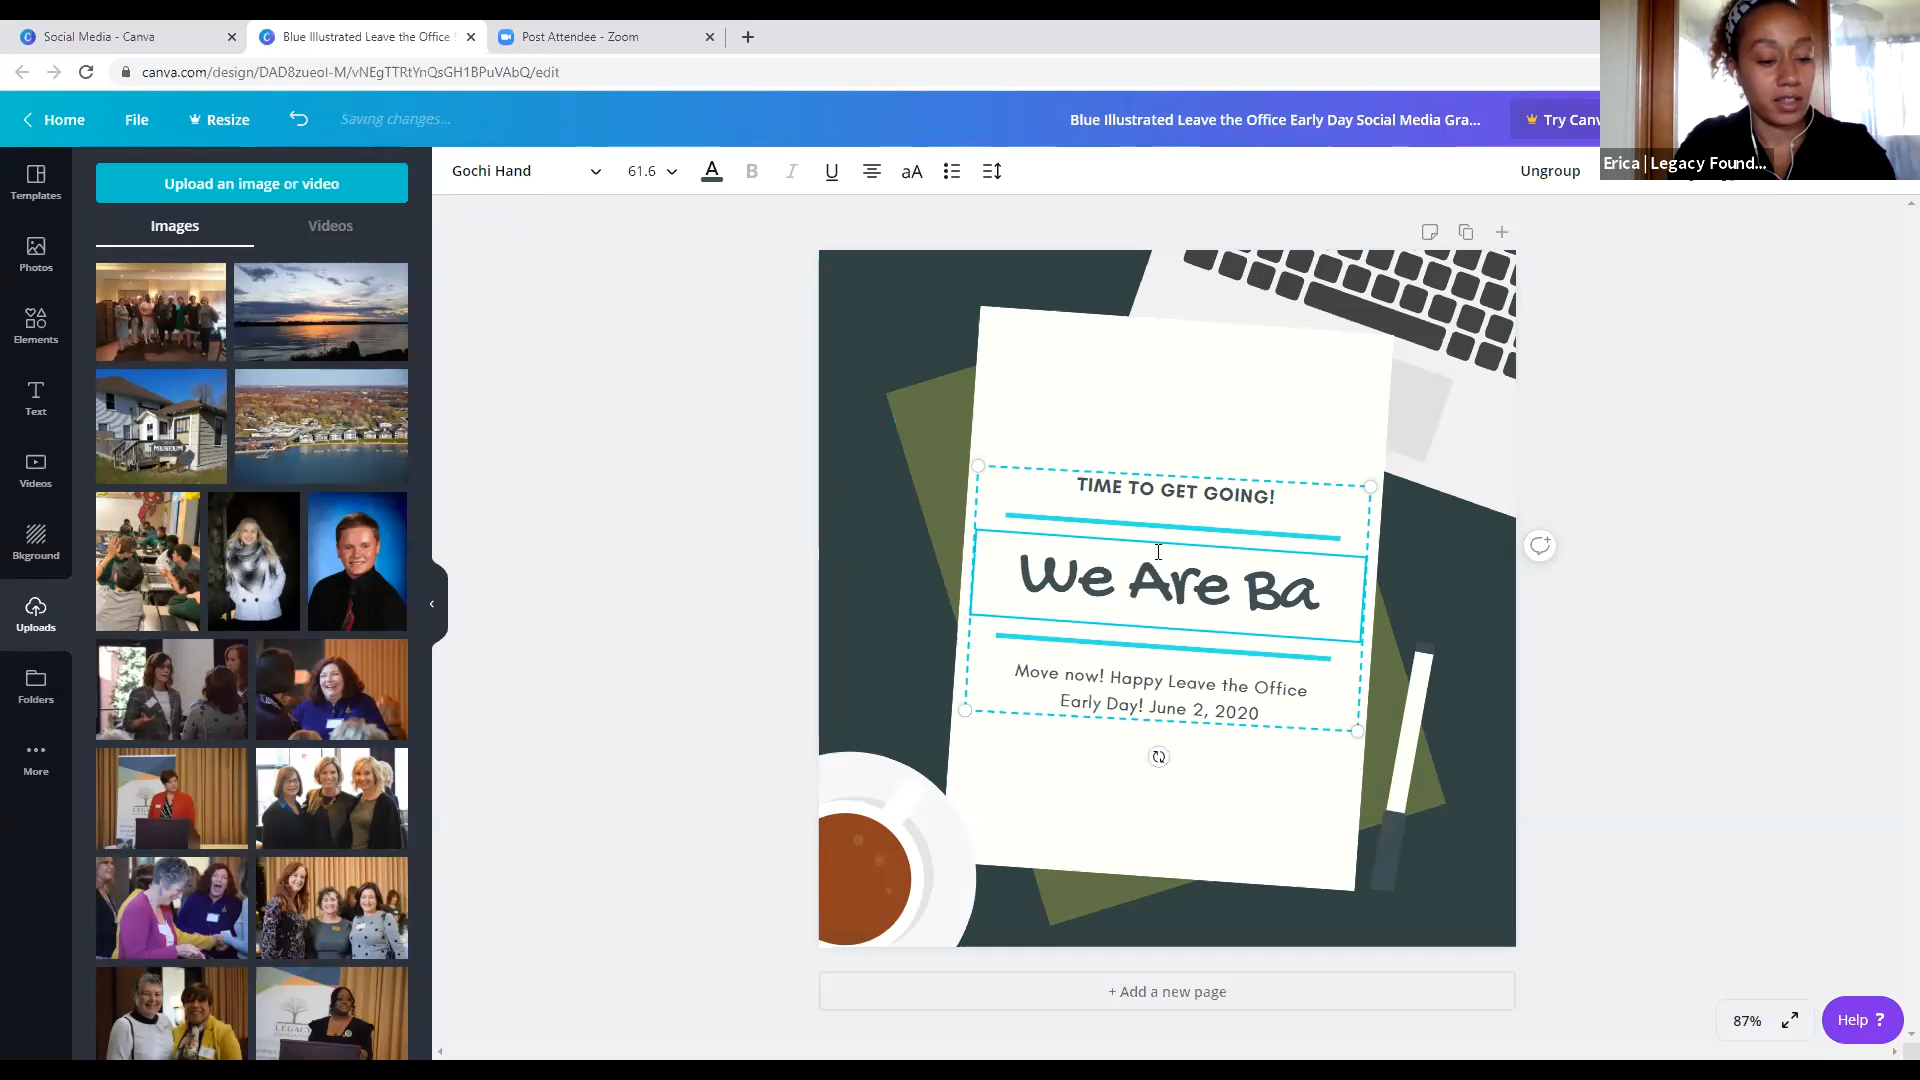 Social Media - Canva
Blue Illustrated Leave the Office
Post Attendee - Zoom
canva.com/design/DAD8zueol-M/vNEgTTRtYnQsGH1BPuVAbQ/edit
Home
File
Resize
Saving changes...
Blue Illustrated Leave the Office Early Day Social Media Gra...
Try Canv
Erica | Legacy Found...
Upload an image or video
Gochi Hand
61.6
A
B
I
U
aA
Ungroup
Templates
Images
Videos
Photos
Elements
Text
Videos
Bkground
Uploads
Folders
More
MUSEUM
TIME TO GET GOING!
We Are Ba
Move now! Happy Leave the Office
Early Day! June 2, 2020
+ Add a new page
87%
Help ?